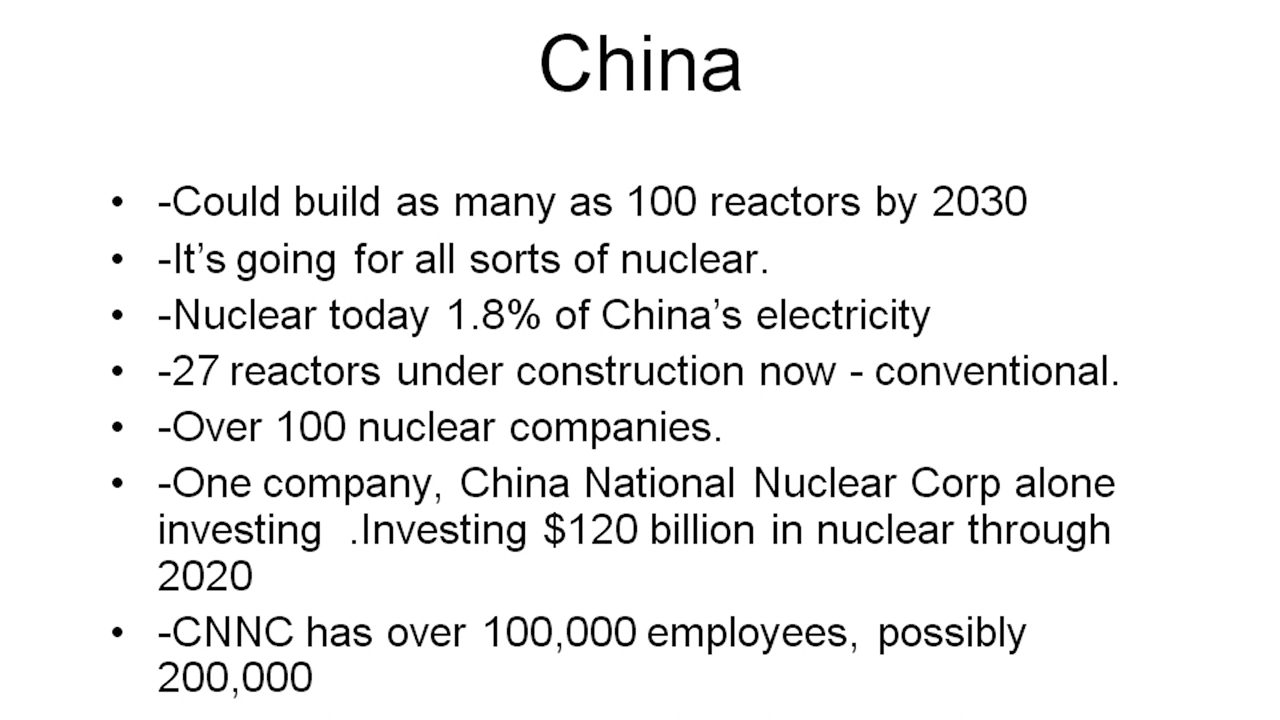 China
• -Could build as many as 100 reactors by 2030
• -It’s going for all sorts of nuclear.
• -Nuclear today 1.8% of China’s electricity
• -27 reactors under construction now - conventional.
• -Over 100 nuclear companies.
• -One company, China National Nuclear Corp alone
investing .Investing $120 billion in nuclear through
2020
• -CNNC has over 100,000 employees, possibly
200,000